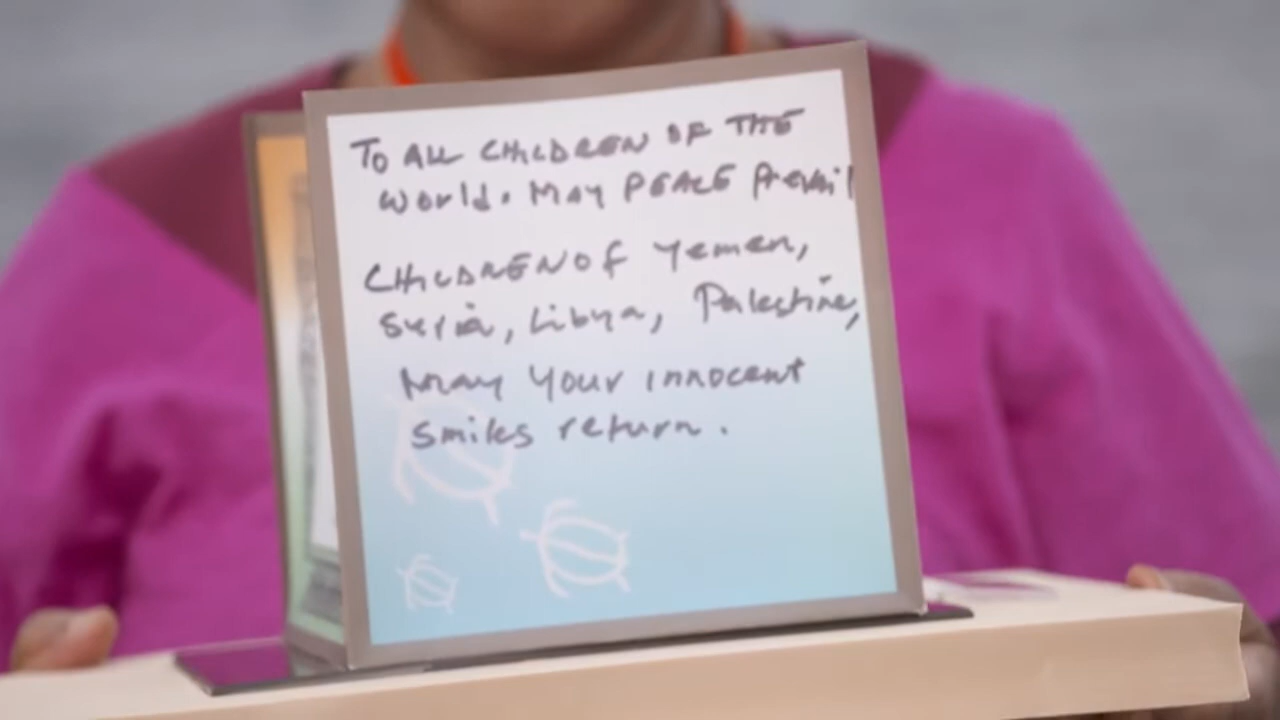 TO ALL CHILDREN OF THE
World. MAY PEACE Prevail
CHILDREN OF Yemen,
Syria, Libya, Palestine,
May Your innocent
smiles return.